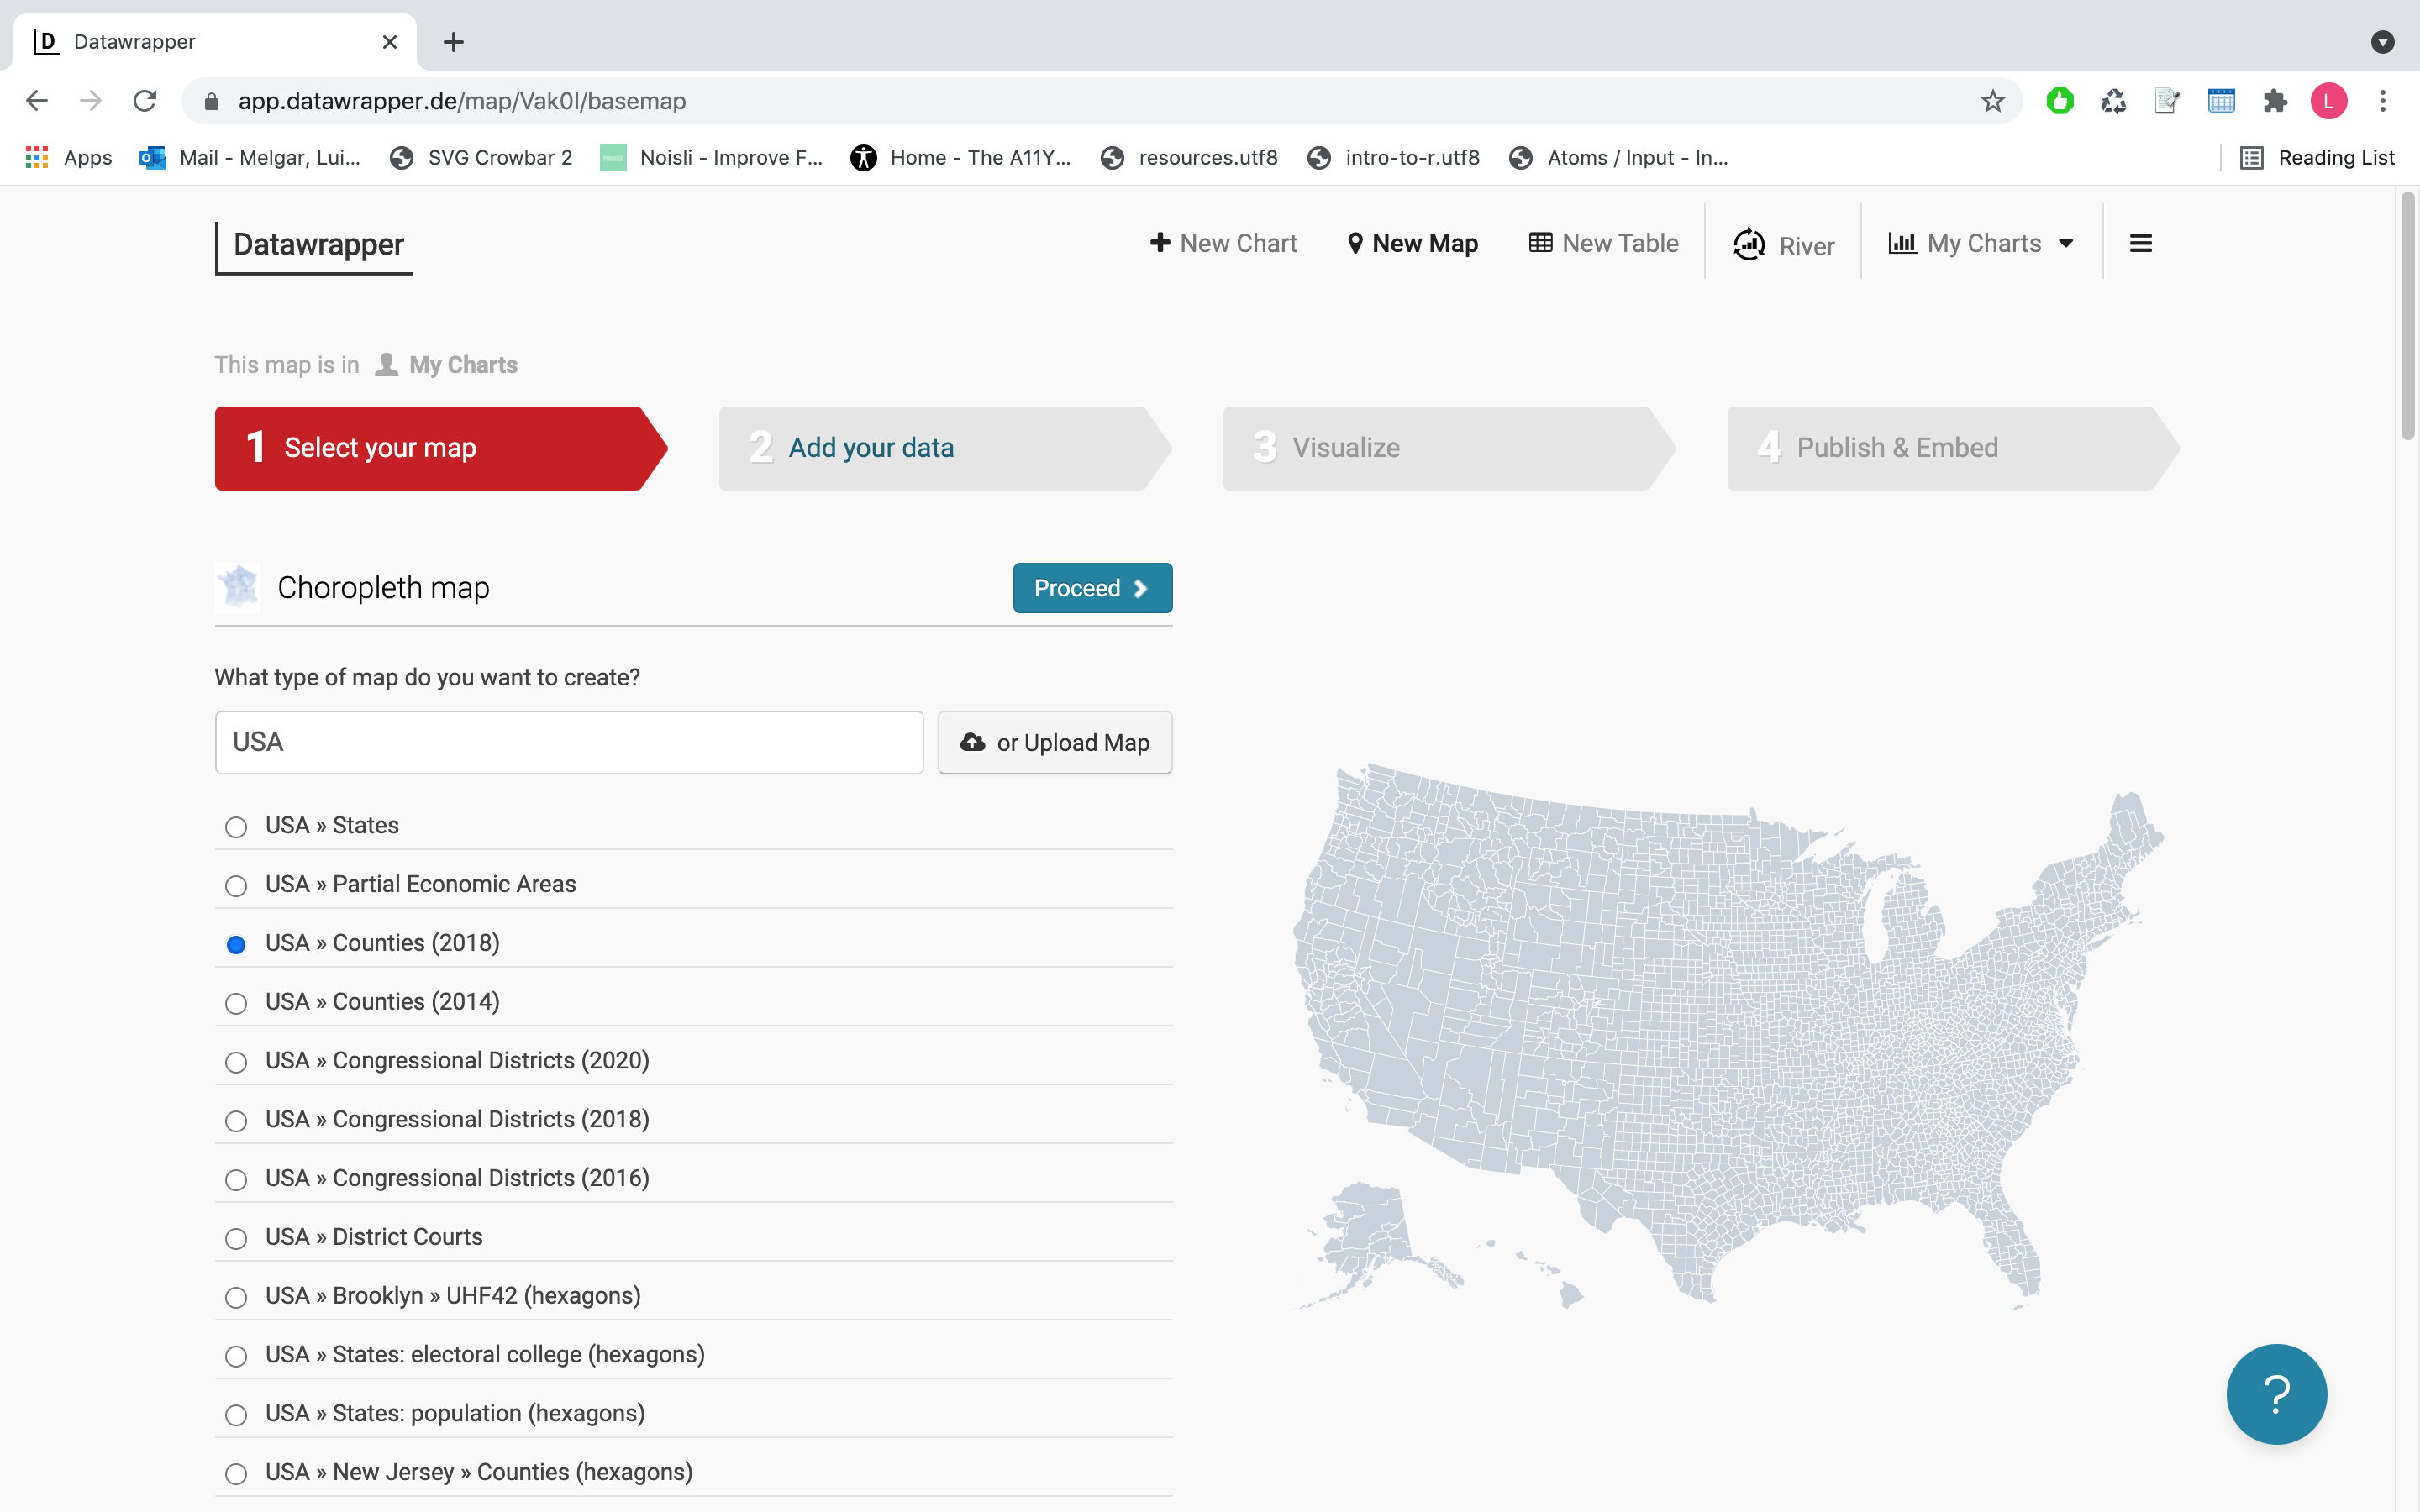 Datawrapper
app.datawrapper.de/map/Vak0I/basemap
L
Apps
Mail - Melgar, Lui...
SVG Crowbar 2
Noisli - Improve F...
Home - The A11Y...
resources.utf8
intro-to-r.utf8
Atoms / Input - In...
Reading List
Datawrapper
New Chart
New Map
New Table
River
My Charts
This map is in My Charts
1 Select your map
2 Add your data
3 Visualize
4 Publish & Embed
Choropleth map
Proceed
What type of map do you want to create?
USA
or Upload Map
USA » States
USA » Partial Economic Areas
USA » Counties (2018)
USA » Counties (2014)
USA » Congressional Districts (2020)
USA » Congressional Districts (2018)
USA » Congressional Districts (2016)
USA » District Courts
USA » Brooklyn » UHF42 (hexagons)
USA » States: electoral college (hexagons)
USA » States: population (hexagons)
USA » New Jersey » Counties (hexagons)
?